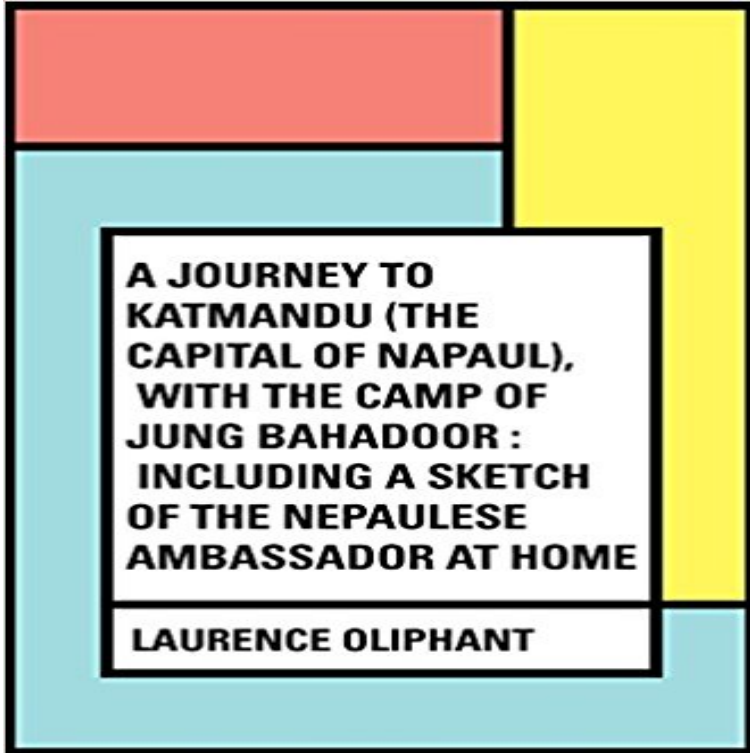 A JOURNEY TO
KATMANDU (THE
CAPITAL OF NAPAUL),
WITH THE CAMP OF
JUNG BAHADOOR :
INCLUDING A SKETCH
OF THE NEPAULESE
AMBASSADOR AT HOME
LAURENCE OLIPHANT